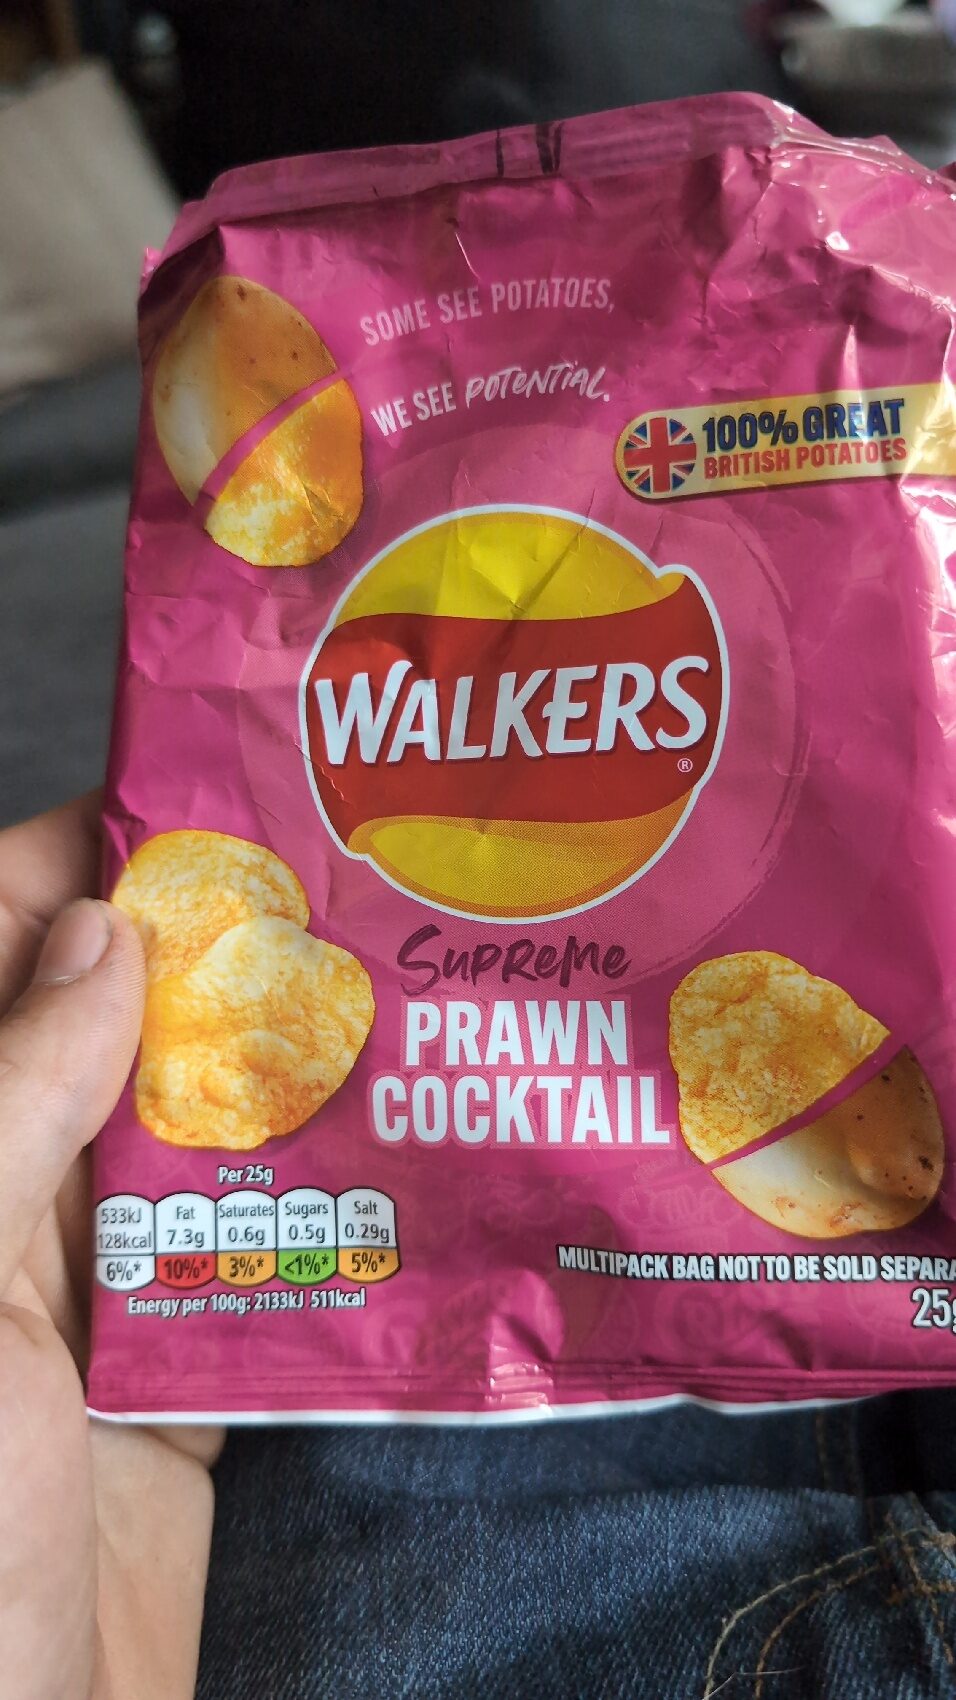 SOME SEE POTATOES,
WE SEE POTENTIAL.
100% GREAT
BRITISH POTATOES
WALKERS
®
SUPREME
PRAWN
COCKTAIL
Per 25g
533kJ
128kcal
6%*
Fat
7.3g
10%*
Saturates
0.6g
3%*
Sugars
0.5g
<1%*
Salt
0.29g
5%*
Energy per 100g: 2133kJ 511kcal
MULTIPACK BAG NOT TO BE SOLD SEPARA
25g